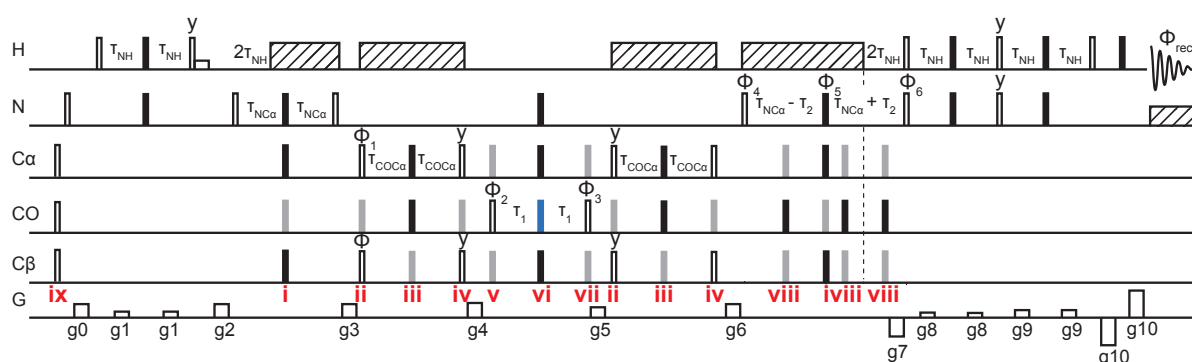 y y
H τNH τNH 2τNH 2τNH τNH τNH τNH τNH Φrec
Φ4 Φ5 Φ6 y
N τNCα τNCα τNCα - τ2 τNCα + τ2
Φ1 y y
Cα τCOCα τCOCα τCOCα τCOCα
Φ2 Φ3
CO τ1 τ1
Φ y y
Cβ
ix i ii iii iv v vi vii ii iii iv viii iv viii viii
G
g0 g1 g1 g2 g3 g4 g5 g6 g7 g8 g8 g9 g9 g10 g10